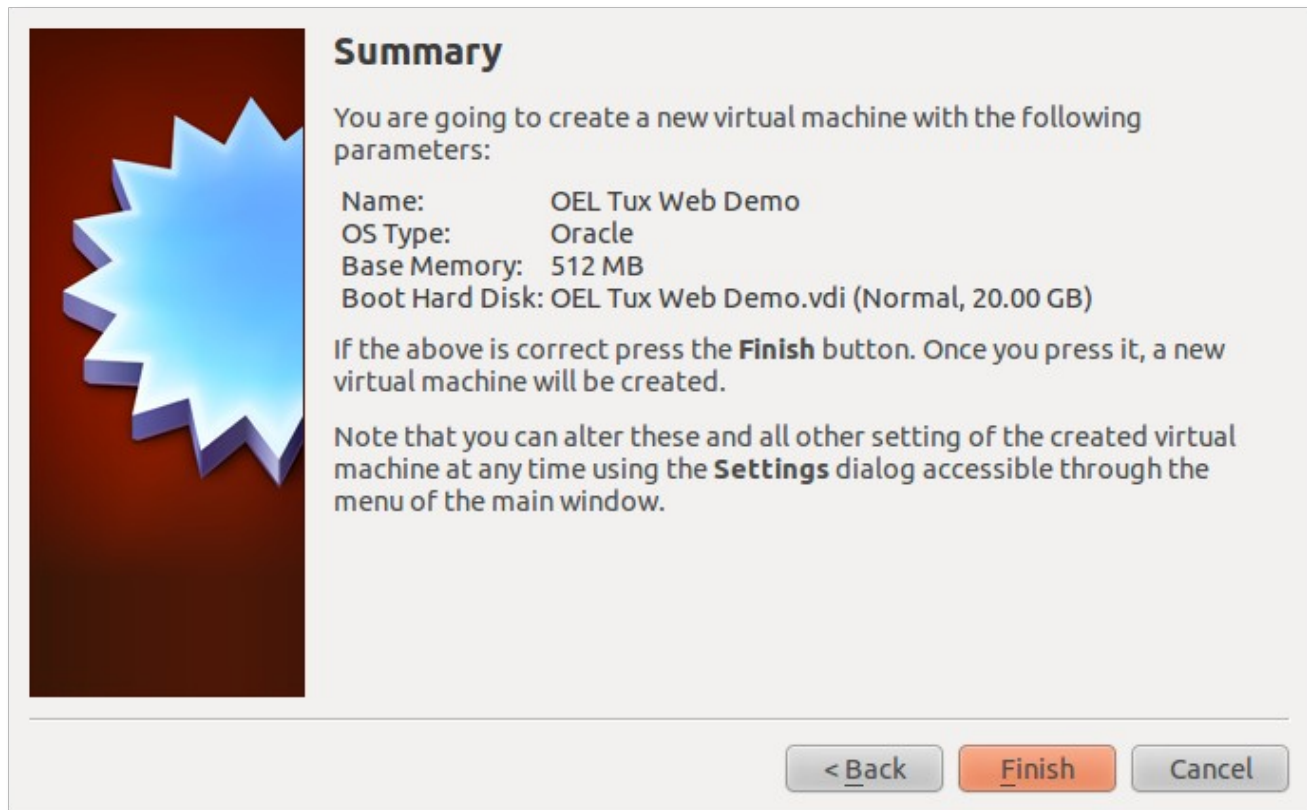 Summary
You are going to create a new virtual machine with the following
parameters:
Name: OEL Tux Web Demo
OS Type: Oracle
Base Memory: 512 MB
Boot Hard Disk: OEL Tux Web Demo.vdi (Normal, 20.00 GB)
If the above is correct press the Finish button. Once you press it, a new
virtual machine will be created.
Note that you can alter these and all other setting of the created virtual
machine at any time using the Settings dialog accessible through the
menu of the main window.
< Back Finish Cancel